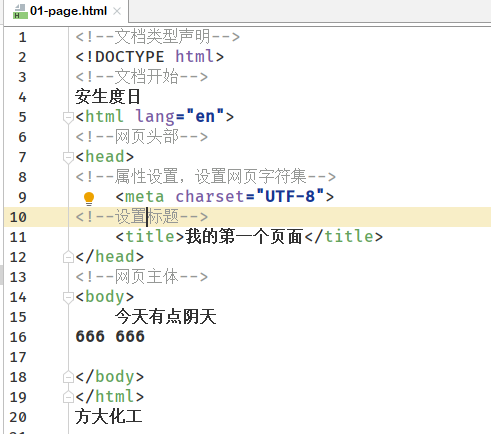 01-page.html
1 <!--文档类型声明-->
2 <!DOCTYPE html>
3 <!--文档开始-->
4 安生度日
5 <html lang="en">
6 <!--网页头部-->
7 <head>
8 <!--属性设置，设置网页字符集-->
9 <meta charset="UTF-8">
10 <!--设置标题-->
11 <title>我的第一个页面</title>
12 </head>
13 <!--网页主体-->
14 <body>
15 今天有点阴天
16 666 666
17
18 </body>
19 </html>
20 方大化工